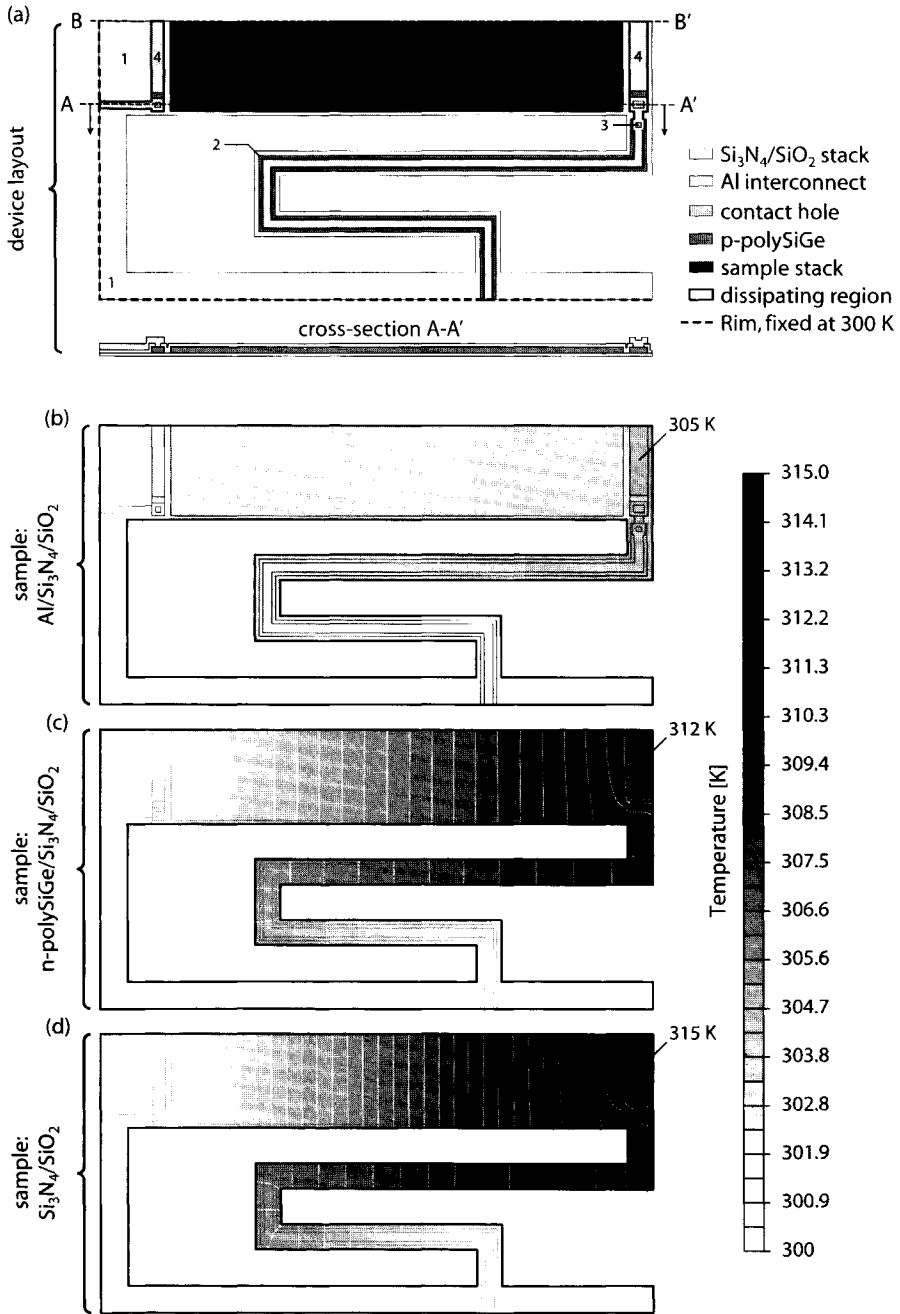 (a)
B
B'
1
4
4
A
A'
3
2
1
device layout
Si₃N₄/SiO₂ stack
Al interconnect
contact hole
p-polySiGe
sample stack
dissipating region
Rim, fixed at 300 K
cross-section A-A'
(b)
305 K
sample:
Al/Si₃N₄/SiO₂
(c)
312 K
sample:
n-polySiGe/Si₃N₄/SiO₂
(d)
315 K
sample:
Si₃N₄/SiO₂
Temperature [K]
315.0
314.1
313.2
312.2
311.3
310.3
309.4
308.5
307.5
306.6
305.6
304.7
303.8
302.8
301.9
300.9
300